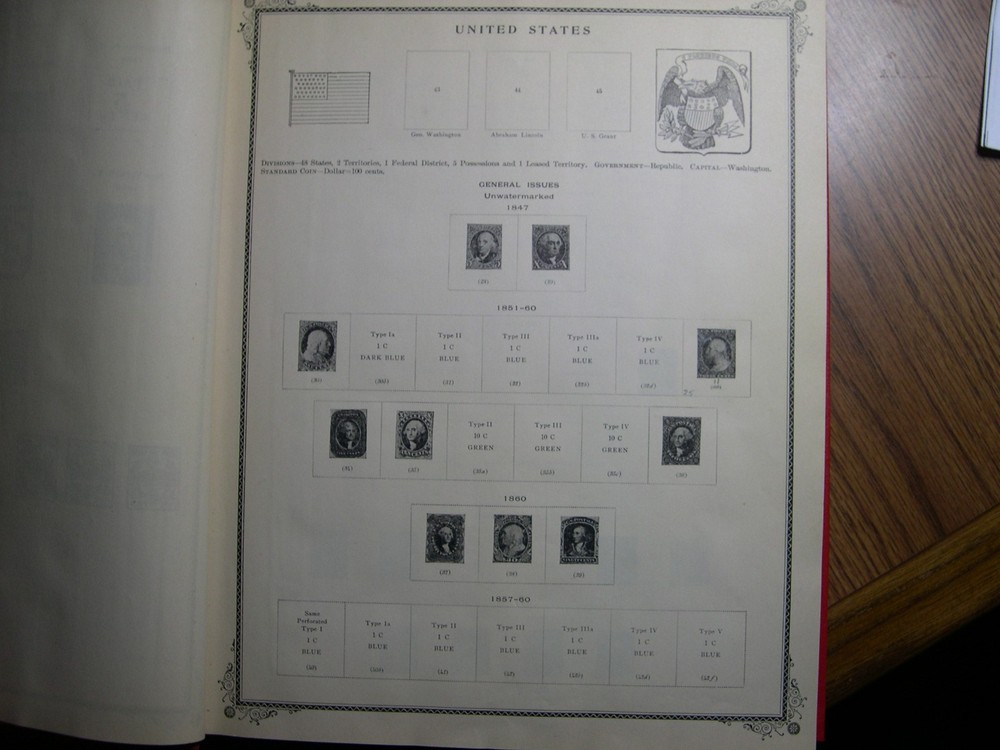 UNITED STATES
Gen. Washington Abraham Lincoln U. S. Grant
DIVISIONS—48 States, 2 Territories, 1 Federal District, 5 Possessions and 1 Leased Territory. GOVERNMENT—Republic. CAPITAL—Washington.
STANDARD COIN—Dollar=100 cents.
GENERAL ISSUES
Unwatermarked
1847
1851-60
Type Ia Type II Type III Type IIIa Type IV
1 C 1 C 1 C 1 C 1 C
DARK BLUE BLUE BLUE BLUE BLUE
Type II Type III Type IV
10 C 10 C 10 C
GREEN GREEN GREEN
1860
1857-60
Same
Perforated
Type I Type Ia Type II Type III Type IIIa Type IV Type V
1 C 1 C 1 C 1 C 1 C 1 C 1 C
BLUE BLUE BLUE BLUE BLUE BLUE BLUE